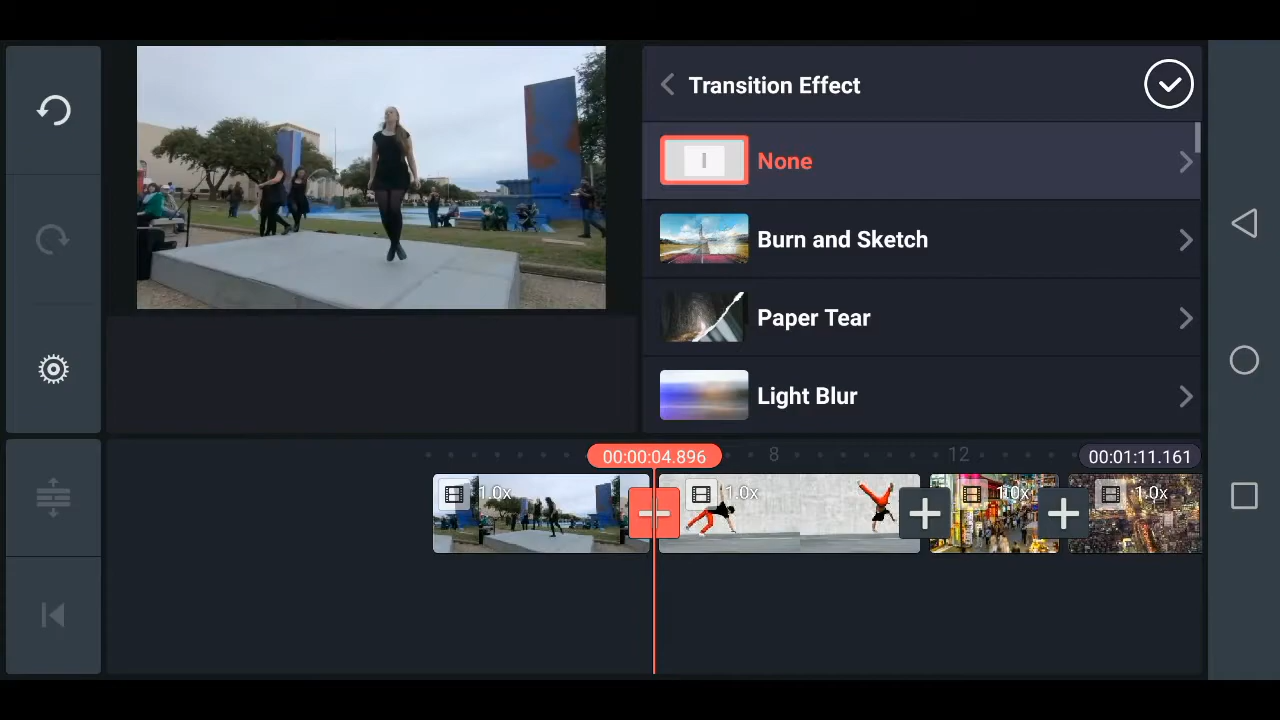 Transition Effect
None
Burn and Sketch
Paper Tear
Light Blur
00:00:04.896
8
12
00:01:11.161
1.0x
1.0x
1.0x
1.0x